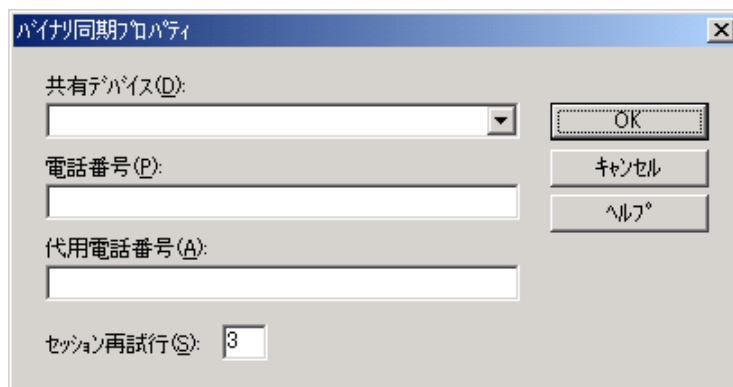 ﾊﾞｲﾅﾘ同期ﾌﾟﾛﾊﾟﾃｨ
共有ﾃﾞﾊﾞｲｽ(D):
OK
電話番号(P):
ｷｬﾝｾﾙ
ﾍﾙﾌﾟ
代用電話番号(A):
ｾｯｼｮﾝ再試行(S): 3